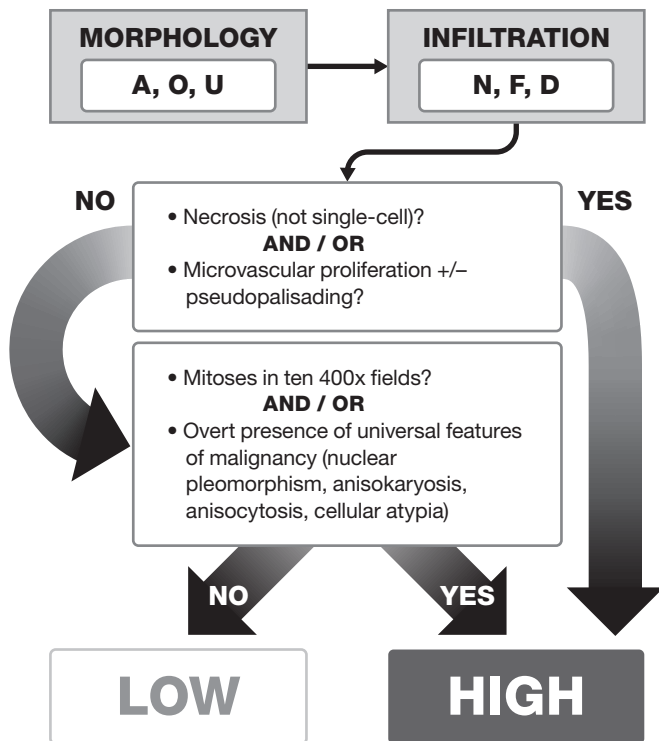 MORPHOLOGY
A, O, U
INFILTRATION
N, F, D
NO
YES
• Necrosis (not single-cell)?
AND / OR
• Microvascular proliferation +/–
pseudopalisading?
• Mitoses in ten 400x fields?
AND / OR
• Overt presence of universal features
of malignancy (nuclear
pleomorphism, anisokaryosis,
anisocytosis, cellular atypia)
NO
YES
LOW
HIGH